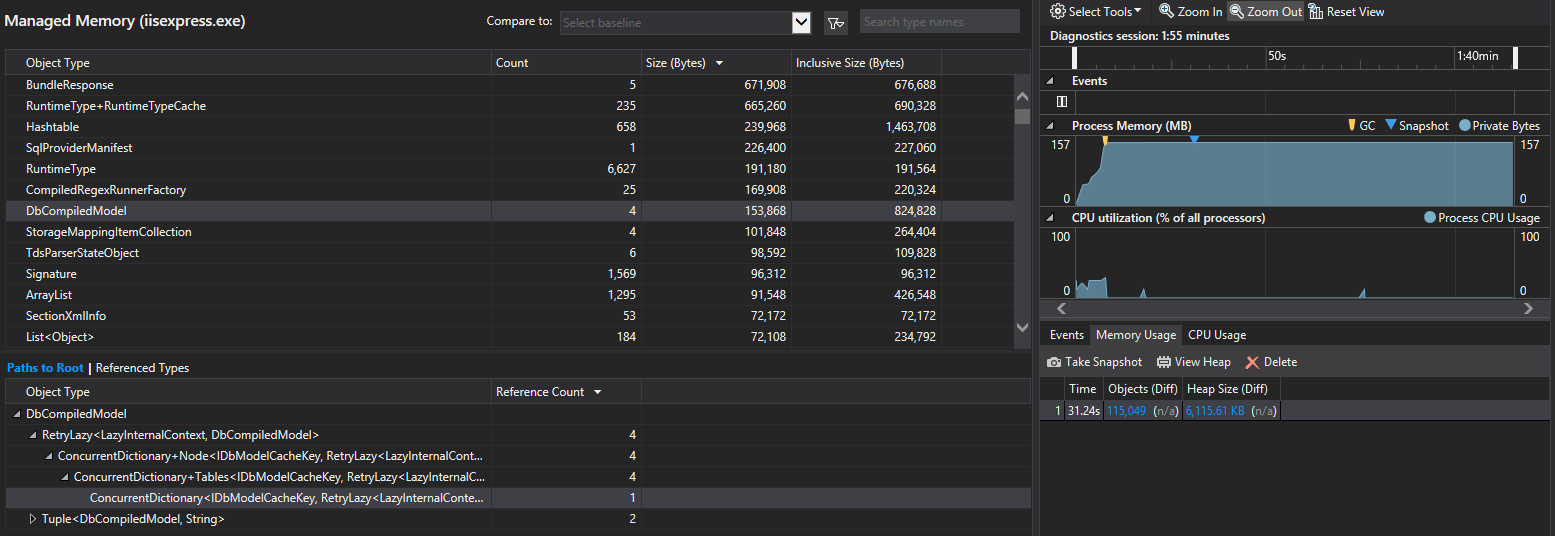 Managed Memory (iisexpress.exe)
Compare to: Select baseline Search type names
Object Type Count Size (Bytes) Inclusive Size (Bytes)
BundleResponse 5 671,908 676,688
RuntimeType+RuntimeTypeCache 235 665,260 690,328
Hashtable 658 239,968 1,463,708
SqlProviderManifest 1 226,400 227,060
RuntimeType 6,627 191,180 191,564
CompiledRegexRunnerFactory 25 169,908 220,324
DbCompiledModel 4 153,868 824,828
StorageMappingItemCollection 4 101,848 264,404
TdsParserStateObject 6 98,592 109,828
Signature 1,569 96,312 96,312
ArrayList 1,295 91,548 426,548
SectionXmlInfo 53 72,172 72,172
List<Object> 184 72,108 234,792
Paths to Root | Referenced Types
Object Type Reference Count
DbCompiledModel
RetryLazy<LazyInternalContext, DbCompiledModel> 4
ConcurrentDictionary+Node<IDbModelCacheKey, RetryLazy<LazyInternalCont... 4
ConcurrentDictionary+Tables<IDbModelCacheKey, RetryLazy<LazyInternalC... 4
ConcurrentDictionary<IDbModelCacheKey, RetryLazy<LazyInternalConte... 1
Tuple<DbCompiledModel, String> 2
Select Tools Zoom In Zoom Out Reset View
Diagnostics session: 1:55 minutes
50s 1:40min
Events
Process Memory (MB) GC Snapshot Private Bytes
157 157
0 0
CPU utilization (% of all processors) Process CPU Usage
100 100
0 0
Events Memory Usage CPU Usage
Take Snapshot View Heap Delete
Time Objects (Diff) Heap Size (Diff)
1 31.24s 115,049 (n/a) 6,115.61 KB (n/a)